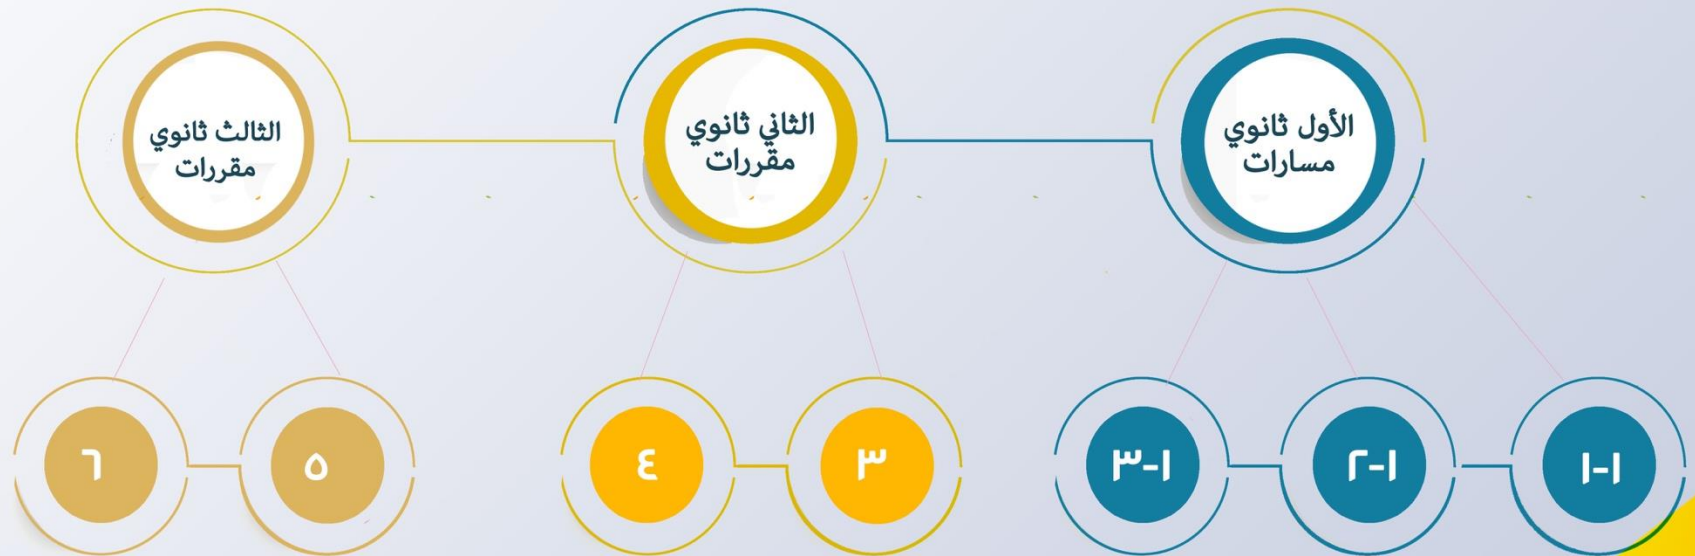 الأول ثانوي
مسارات
الثاني ثانوي
مقررات
الثالث ثانوي
مقررات
١-١
١-٢
١-٣
٣
٤
٥
٦